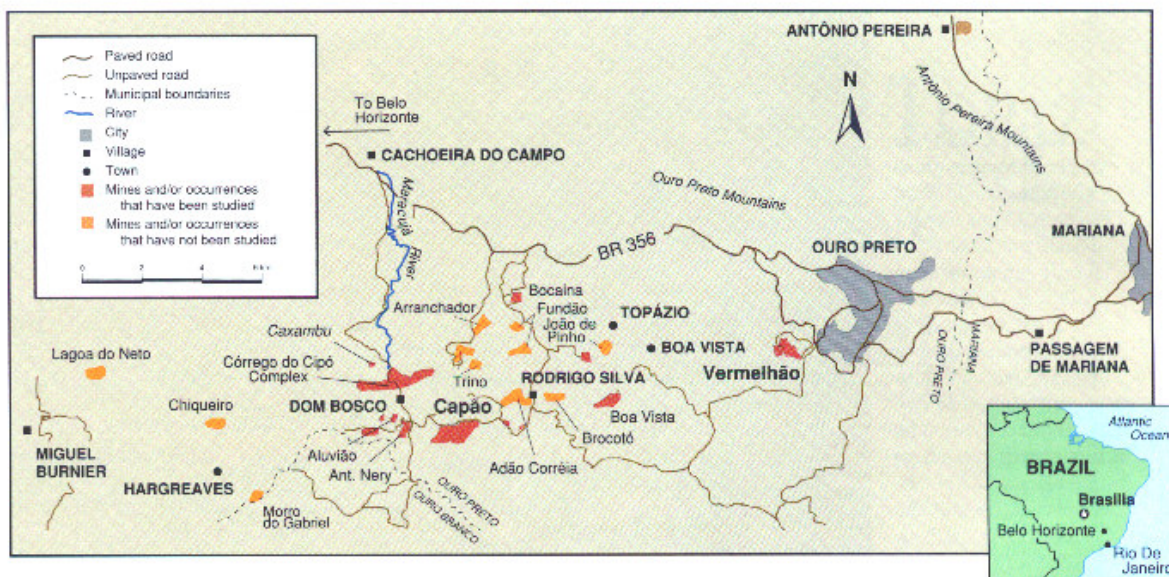 Paved road
Unpaved road
Municipal boundaries
River
City
Village
Town
Mines and/or occurrences
that have been studied
Mines and/or occurrences
that have not been studied
0 4 8 km
To Belo
Horizonte
CACHOEIRA DO CAMPO
Maracujá
River
ANTÔNIO PEREIRA
N
Antônio Pereira Mountains
Ouro Preto Mountains
BR 356
OURO PRETO
MARIANA
Arranchador
Bocaina
Fundão
João de
Pinho
TOPÁZIO
BOA VISTA
Vermelhão
OURO PRETO
MARIANA
PASSAGEM
DE MARIANA
Caxambu
Lagoa do Neto
Córrego do Cipó
Complex
Trino
RODRIGO SILVA
Chiqueiro
DOM BOSCO
Capão
Boa Vista
Brocotó
MIGUEL
BURNIER
Aluvião
Ant. Nery
Adão Corrêia
HARGREAVES
Morro
do Gabriel
OURO PRETO
OURO BRANCO
Atlantic
Ocean
BRAZIL
Brasília
Belo Horizonte
Rio De
Janeiro